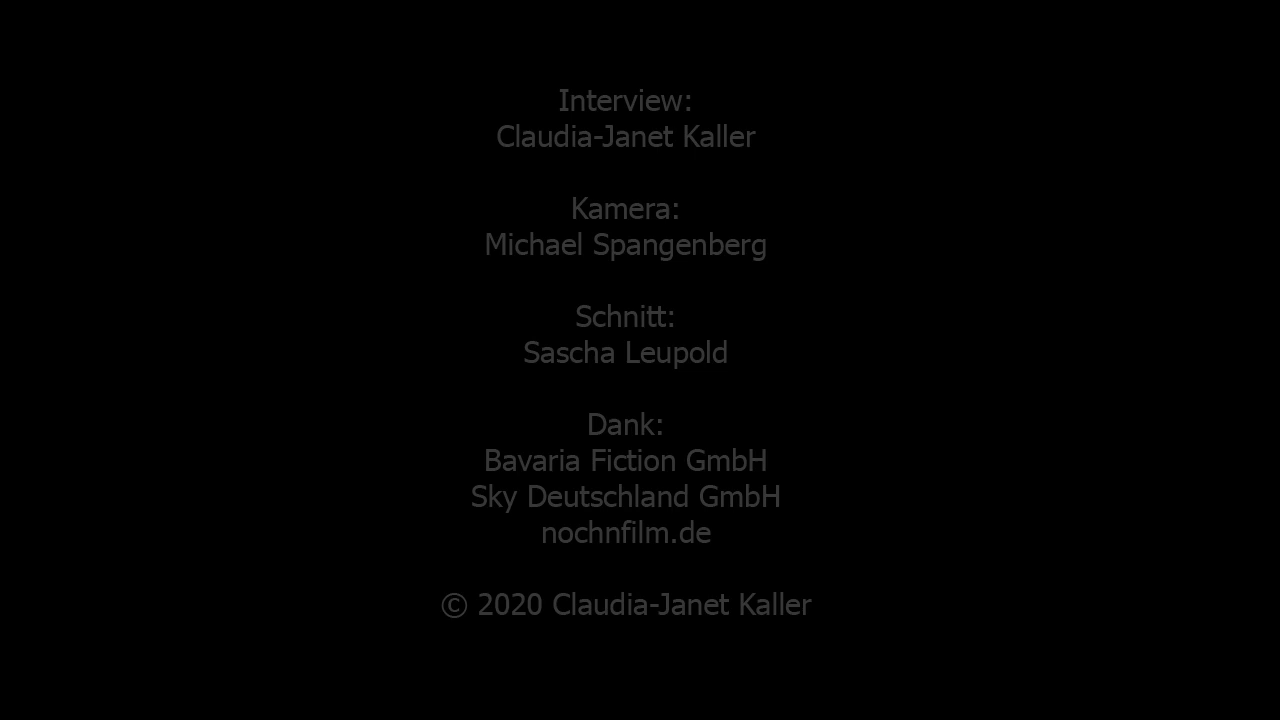 Interview:
Claudia-Janet Kaller
Kamera:
Michael Spangenberg
Schnitt:
Sascha Leupold
Dank:
Bavaria Fiction GmbH
Sky Deutschland GmbH
nochnfilm.de
© 2020 Claudia-Janet Kaller